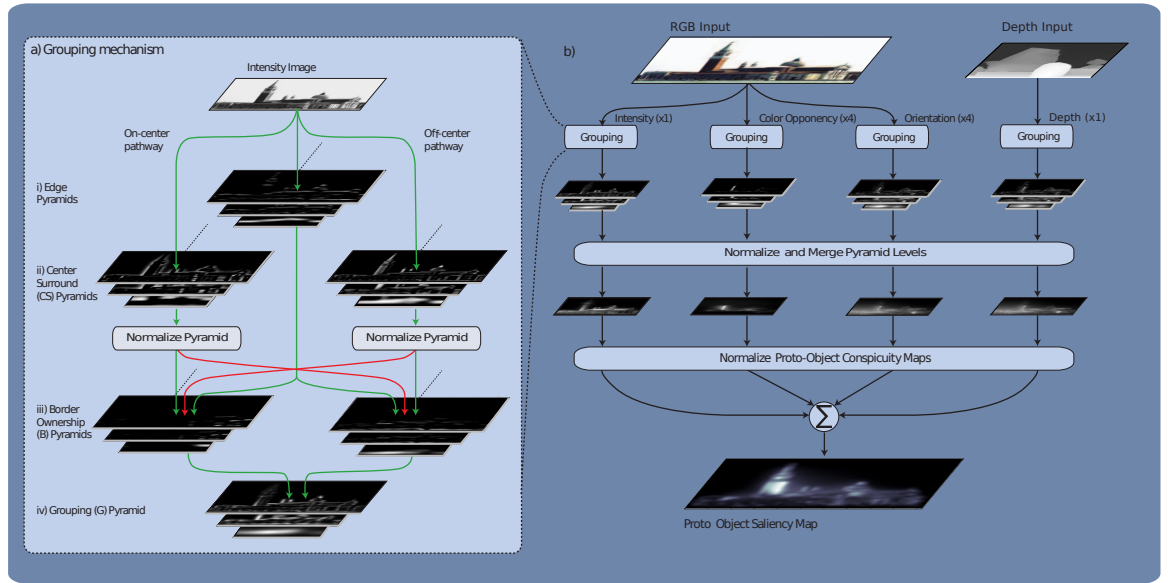 a) Grouping mechanism
Intensity Image
On-center
pathway
Off-center
pathway
i) Edge
Pyramids
ii) Center
Surround
(CS) Pyramids
Normalize Pyramid
Normalize Pyramid
iii) Border
Ownership
(B) Pyramids
iv) Grouping (G) Pyramid
b)
RGB Input
Depth Input
Intensity (x1)
Color Opponency (x4)
Orientation (x4)
Depth (x1)
Grouping
Grouping
Grouping
Grouping
Normalize and Merge Pyramid Levels
Normalize Proto-Object Conspicuity Maps
Σ
Proto Object Saliency Map